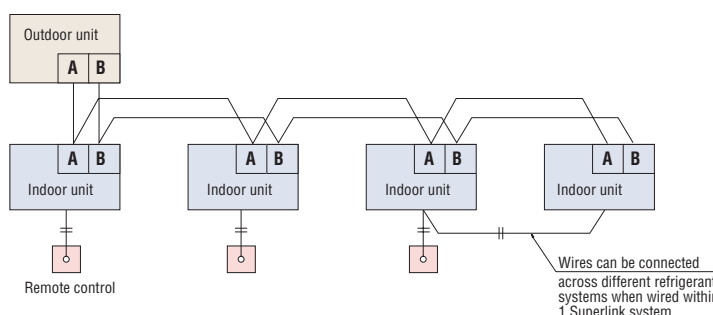 Outdoor unit
A B
A B
A B
A B
A B
Indoor unit
Indoor unit
Indoor unit
Indoor unit
Remote control
Wires can be connected
across different refrigerant
systems when wired within
1 Superlink system